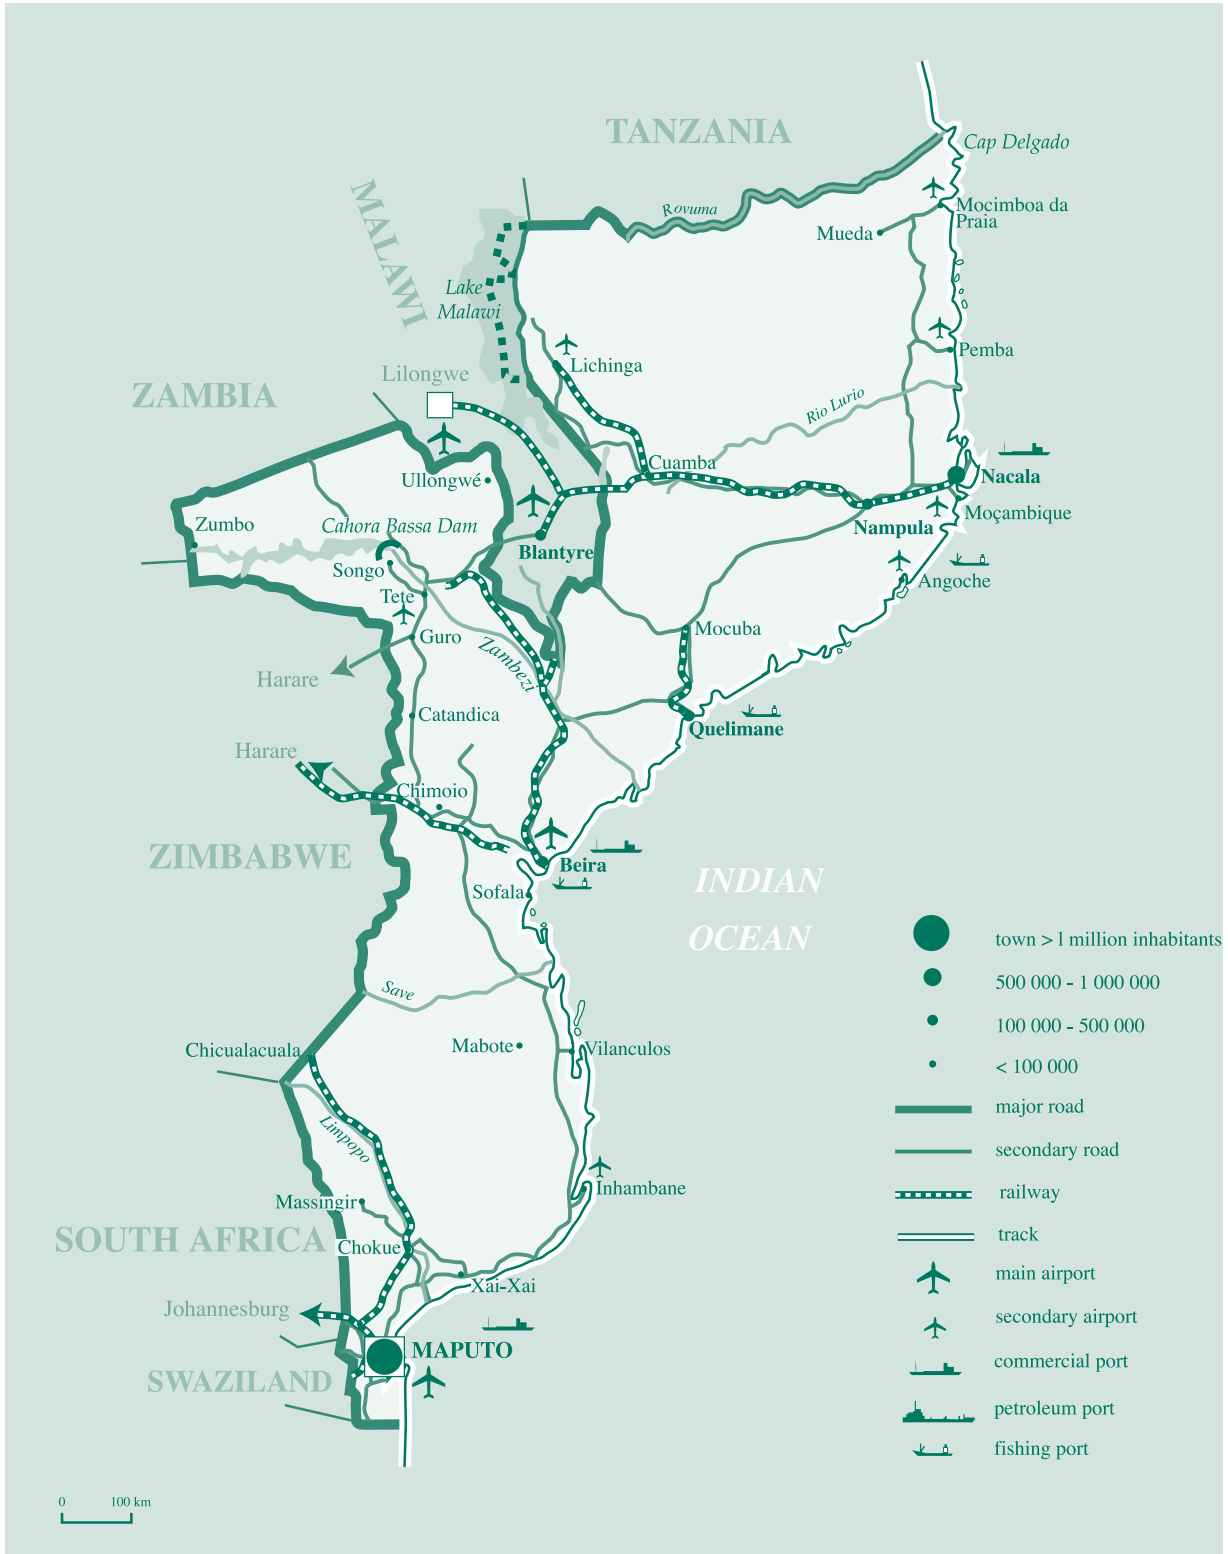 TANZANIA
Cap Delgado
MALAWI
Rovuma
Mocimboa da
Praia
Mueda
Lake
Malawi
Pemba
Lichinga
Lilongwe
ZAMBIA
Rio Lurio
Cuamba
Nacala
Ullongwé
Moçambique
Zumbo
Cahora Bassa Dam
Nampula
Blantyre
Songo
Angoche
Tete
Guro
Mocuba
Zambezi
Harare
Catandica
Quelimane
Harare
Chimoio
ZIMBABWE
Beira
Sofala
INDIAN
OCEAN
Save
Mabote
Vilanculos
Chicualacuala
Limpopo
Inhambane
Massingir
SOUTH AFRICA
Chokue
Xai-Xai
Johannesburg
MAPUTO
SWAZILAND
town > l million inhabitants
500 000 - 1 000 000
100 000 - 500 000
< 100 000
major road
secondary road
railway
track
main airport
secondary airport
commercial port
petroleum port
fishing port
0 100 km